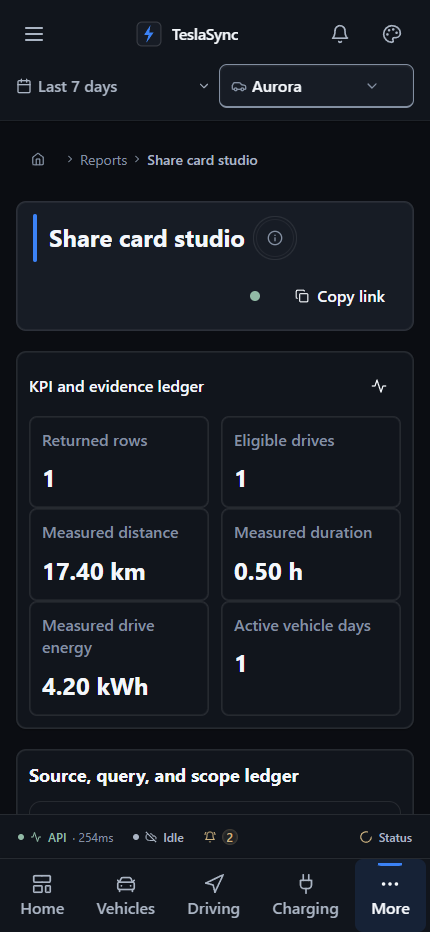 TeslaSync
Last 7 days
Aurora
Reports
Share card studio
Share card studio
Copy link
KPI and evidence ledger
Returned rows
1
Eligible drives
1
Measured distance
17.40 km
Measured duration
0.50 h
Measured drive
energy
4.20 kWh
Active vehicle days
1
Source, query, and scope ledger
API · 254ms
Idle
2
Status
Home
Vehicles
Driving
Charging
More